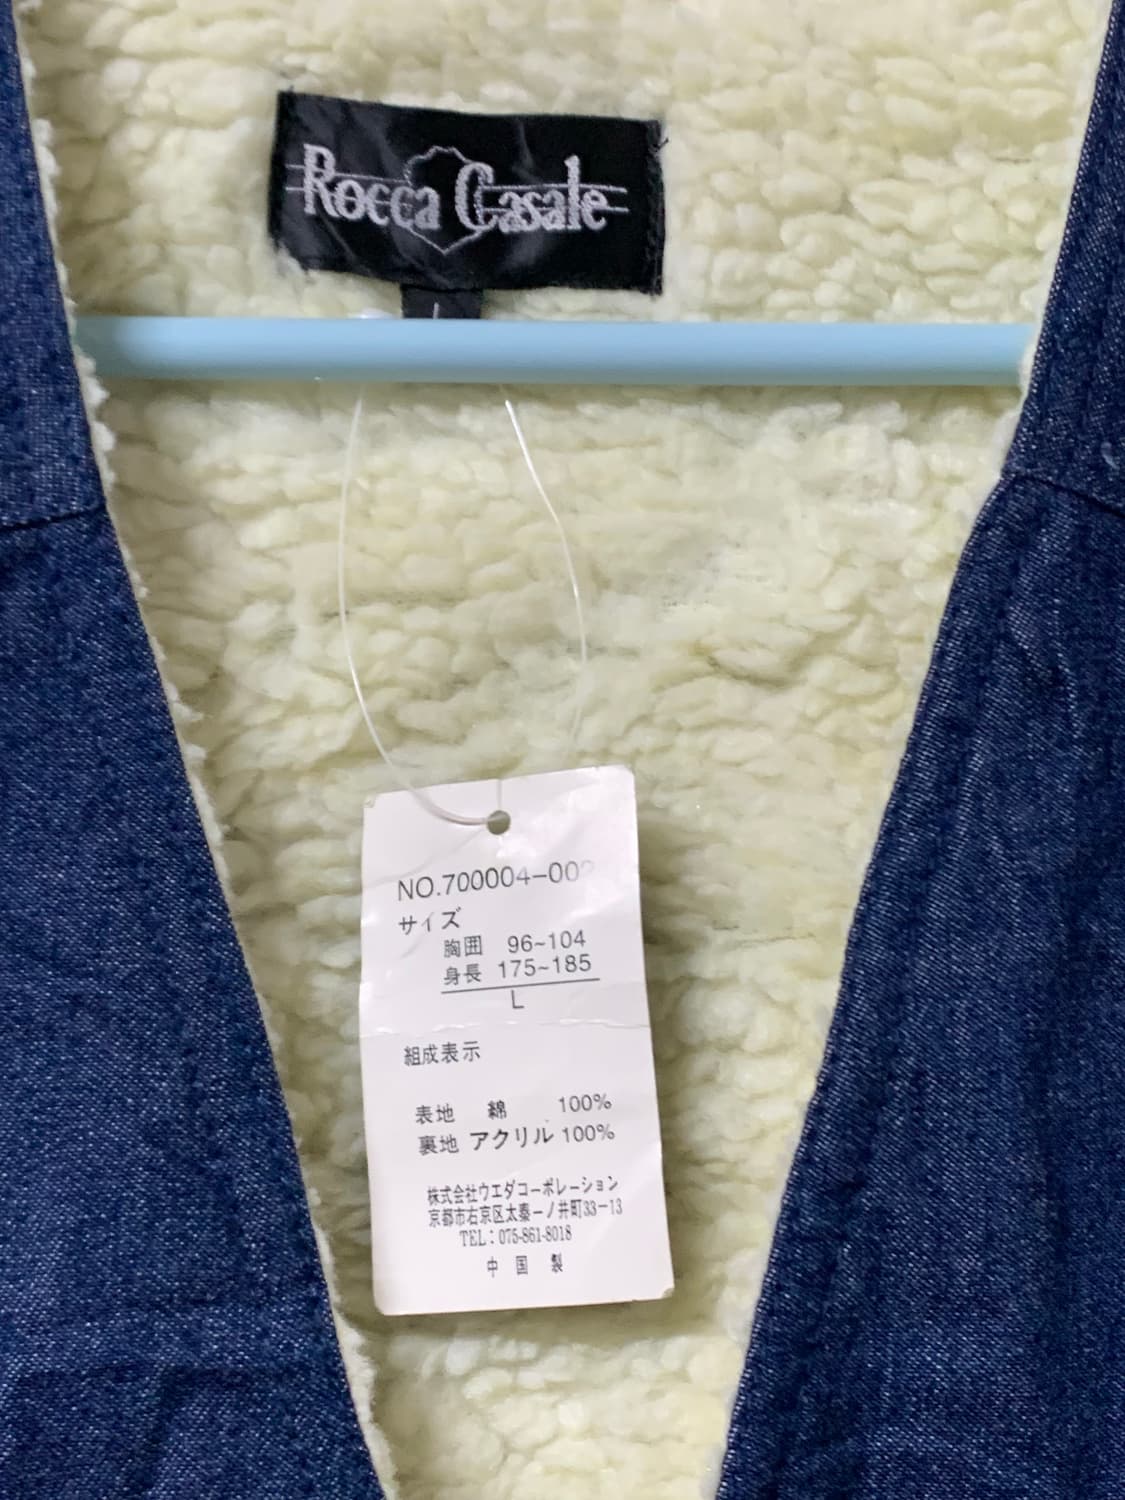 Rocca Casale
L
NO.700004-002
サイズ
胸囲 96~104
身長 175~185
L
組成表示
表地 綿 100%
裏地 アクリル 100%
株式会社ウエダコーポレーション
京都市右京区太秦一ノ井町33-13
TEL:075-861-8018
中国製